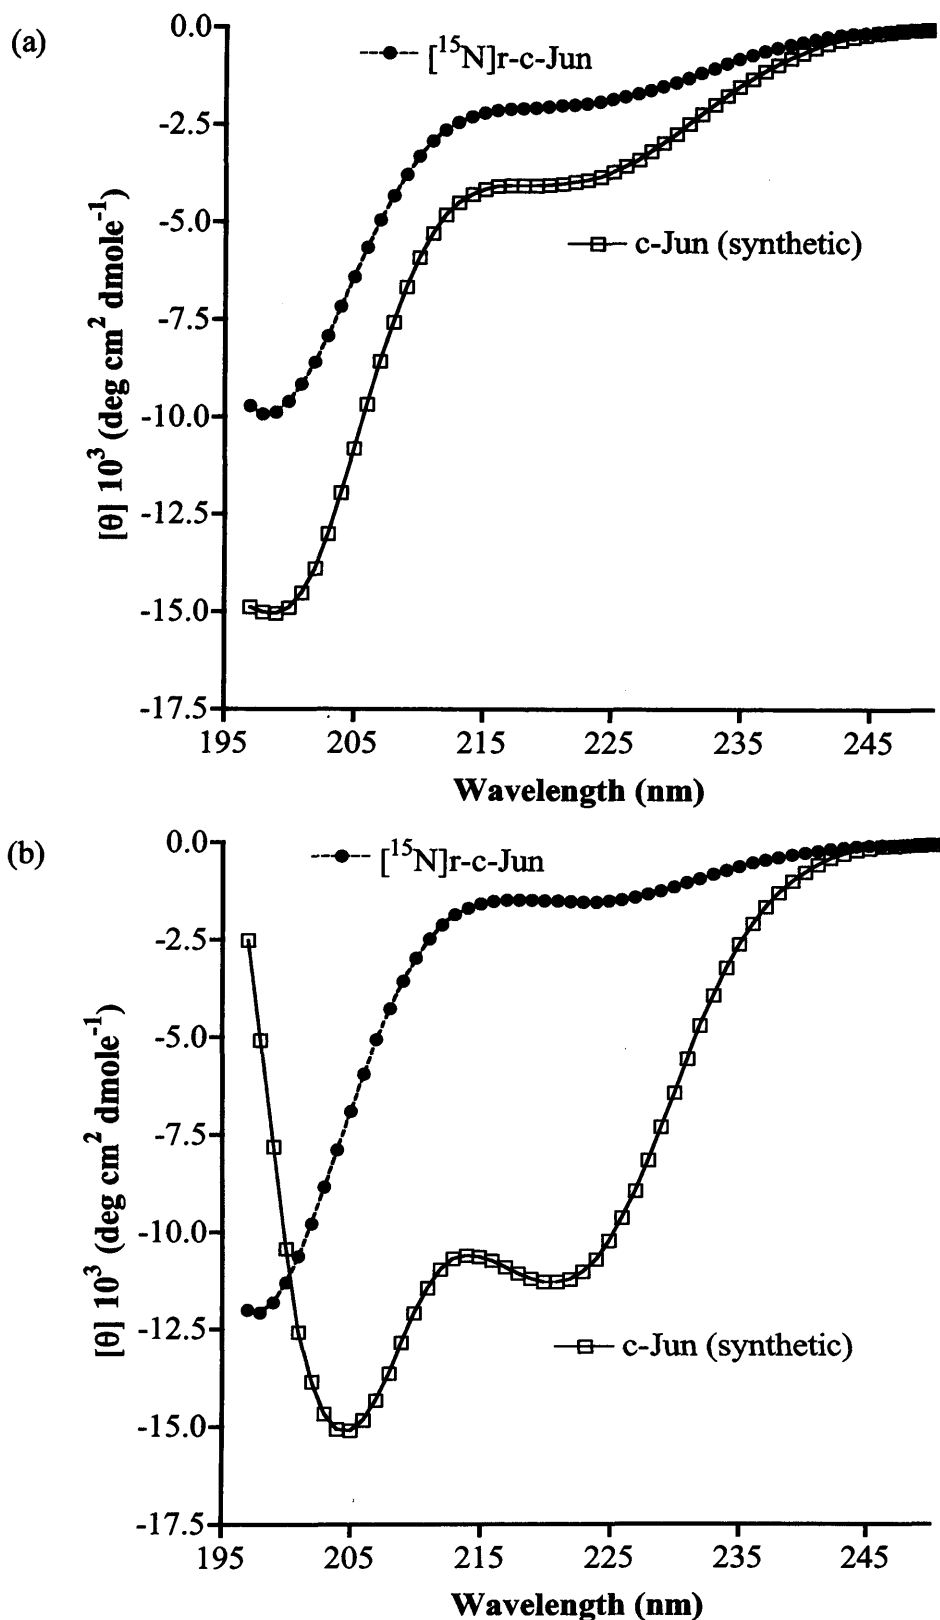 (a)
[¹⁵N]r-c-Jun
c-Jun (synthetic)
[θ] 10³ (deg cm² dmole⁻¹)
0.0
-2.5
-5.0
-7.5
-10.0
-12.5
-15.0
-17.5
195 205 215 225 235 245
Wavelength (nm)
(b)
[¹⁵N]r-c-Jun
c-Jun (synthetic)
[θ] 10³ (deg cm² dmole⁻¹)
0.0
-2.5
-5.0
-7.5
-10.0
-12.5
-15.0
-17.5
195 205 215 225 235 245
Wavelength (nm)